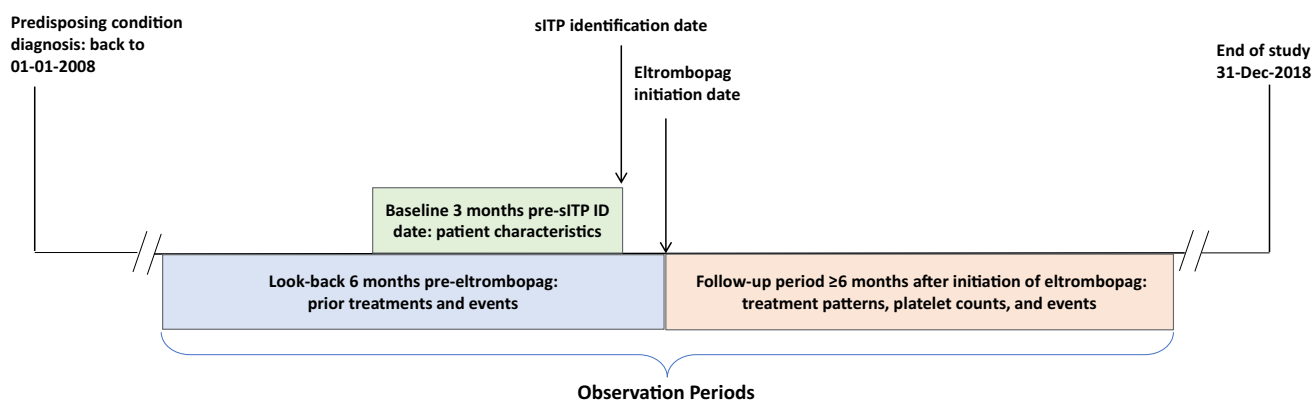 Predisposing condition
diagnosis: back to
01-01-2008
sITP identification date
Eltrombopag
initiation date
End of study
31-Dec-2018
Baseline 3 months pre-sITP ID
date: patient characteristics
Look-back 6 months pre-eltrombopag:
prior treatments and events
Follow-up period ≥6 months after initiation of eltrombopag:
treatment patterns, platelet counts, and events
Observation Periods